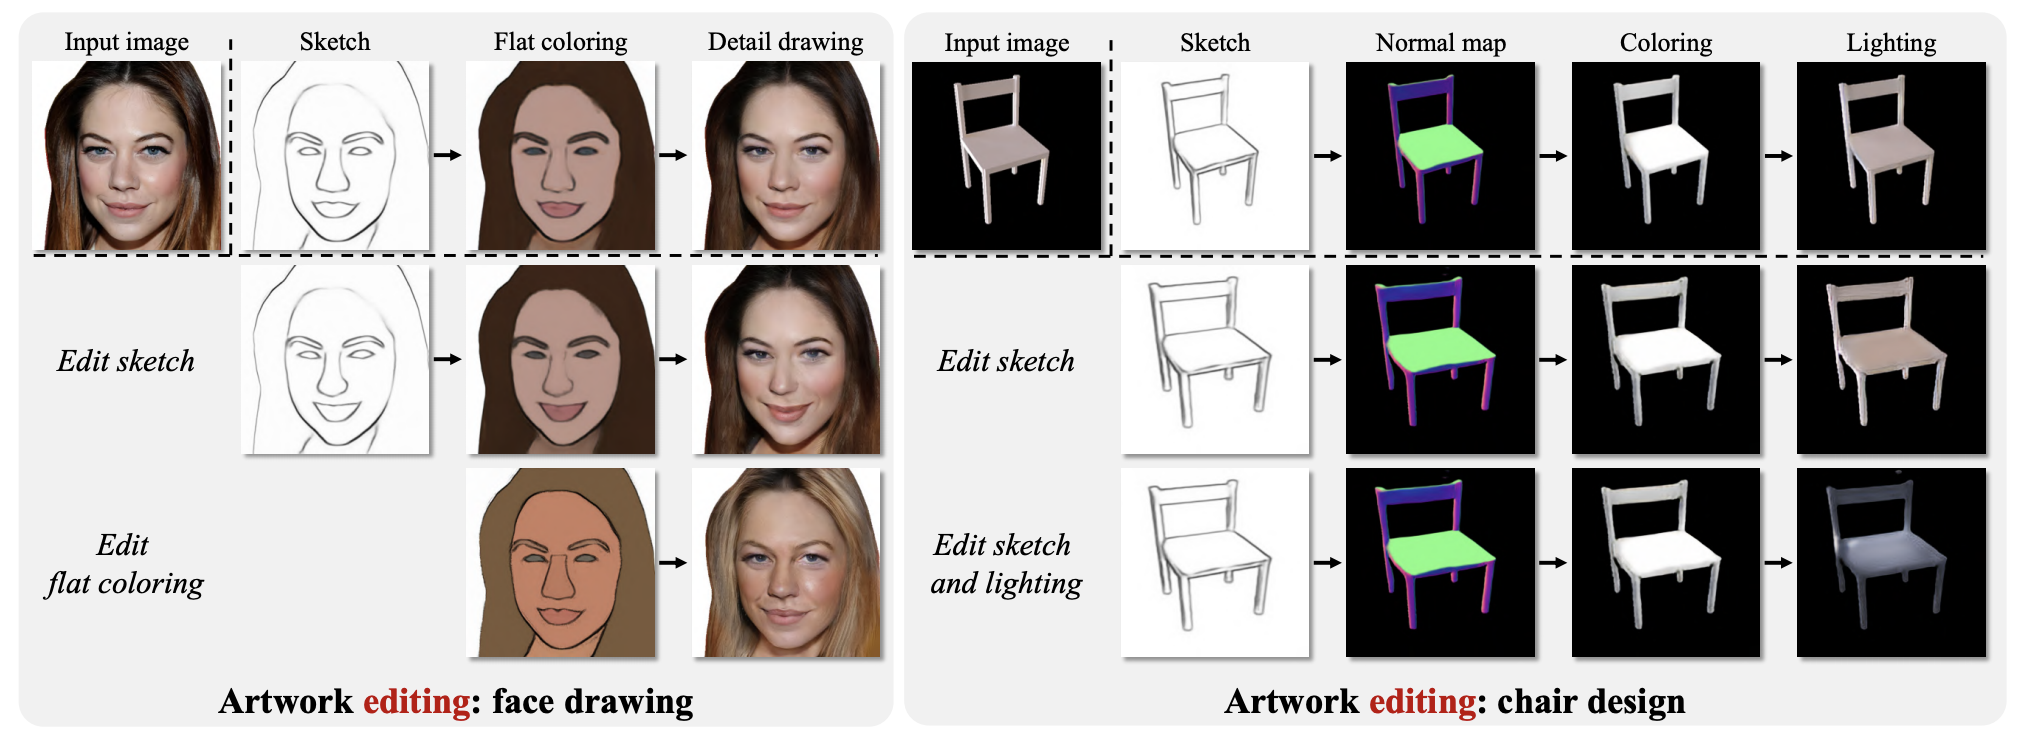 Input image
Sketch
Flat coloring
Detail drawing
Edit sketch
Edit
flat coloring
Artwork editing: face drawing
Input image
Sketch
Normal map
Coloring
Lighting
Edit sketch
Edit sketch
and lighting
Artwork editing: chair design